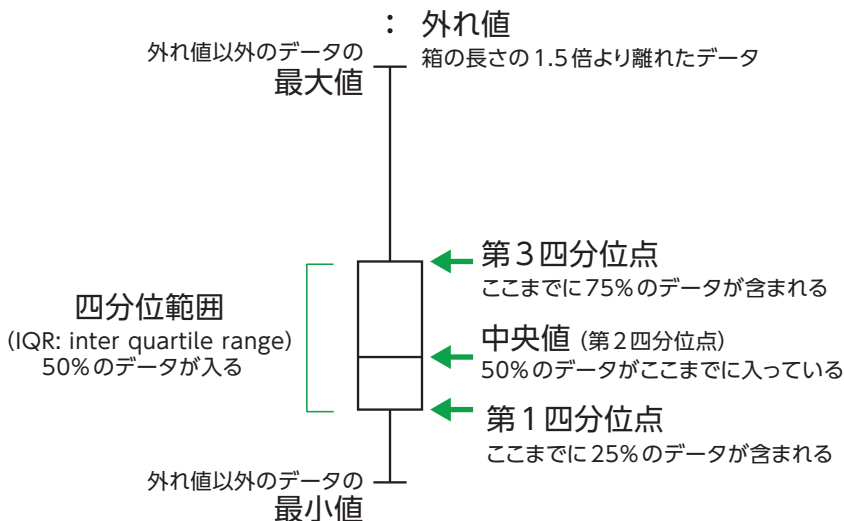 : 外れ値
箱の長さの1.5倍より離れたデータ
外れ値以外のデータの
最大値
第3四分位点
ここまでに75%のデータが含まれる
四分位範囲
(IQR: inter quartile range)
50%のデータが入る
中央値(第2四分位点)
50%のデータがここまでに入っている
第1四分位点
ここまでに25%のデータが含まれる
外れ値以外のデータの
最小値